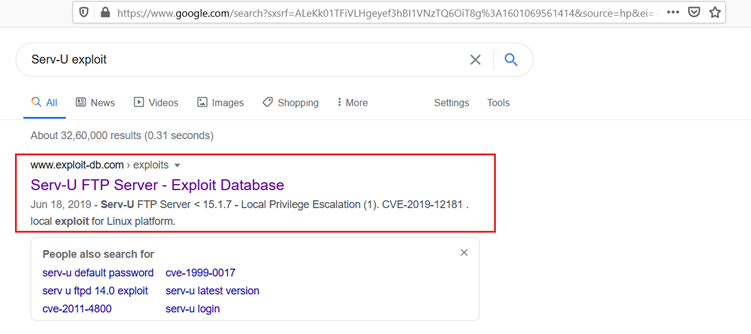 https://www.google.com/search?sxsrf=ALeKk01TFiVLHgeyef3hBI1VNzTQ6OiT8g%3A1601069561414&source=hp&ei=
Serv-U exploit
All News Videos Images Shopping More Settings Tools
About 32,60,000 results (0.31 seconds)
www.exploit-db.com › exploits
Serv-U FTP Server - Exploit Database
Jun 18, 2019 - Serv-U FTP Server < 15.1.7 - Local Privilege Escalation (1). CVE-2019-12181 .
local exploit for Linux platform.
People also search for
serv-u default password cve-1999-0017
serv u ftpd 14.0 exploit serv-u latest version
cve-2011-4800 serv-u login